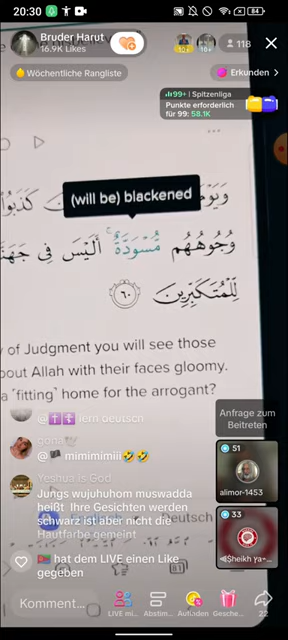 20:30
84
Bruder Harut
16.9K Likes
118
Wöchentliche Rangliste
Erkunden >
99+ | Spitzenliga
Punkte erforderlich
für 99: 58.1K
(will be) blackened
وُجُوهُهُم مُّسْوَدَّةٌ ۚ أَلَيْسَ فِى
لِّلْمُتَكَبِّرِينَ ٦٠
of Judgment you will see those
Allah with their faces gloomy.
a ˹fitting˺ home for the arrogant?
Anfrage zum
Beitreten
lern deutsch
@🏴 mimimimiii🤣🤣
51
alimor-1453
Yeshua is God
Jungs wujuhuhom muswadda
heißt Ihre Gesichten werden
schwarz ist aber nicht die
Hautfarbe gemeint
Deutsch
33
🇪🇷 hat dem LIVE einen Like
gegeben
Komment...
LIVE mi...
Abstim...
Aufladen
Gesche...
22